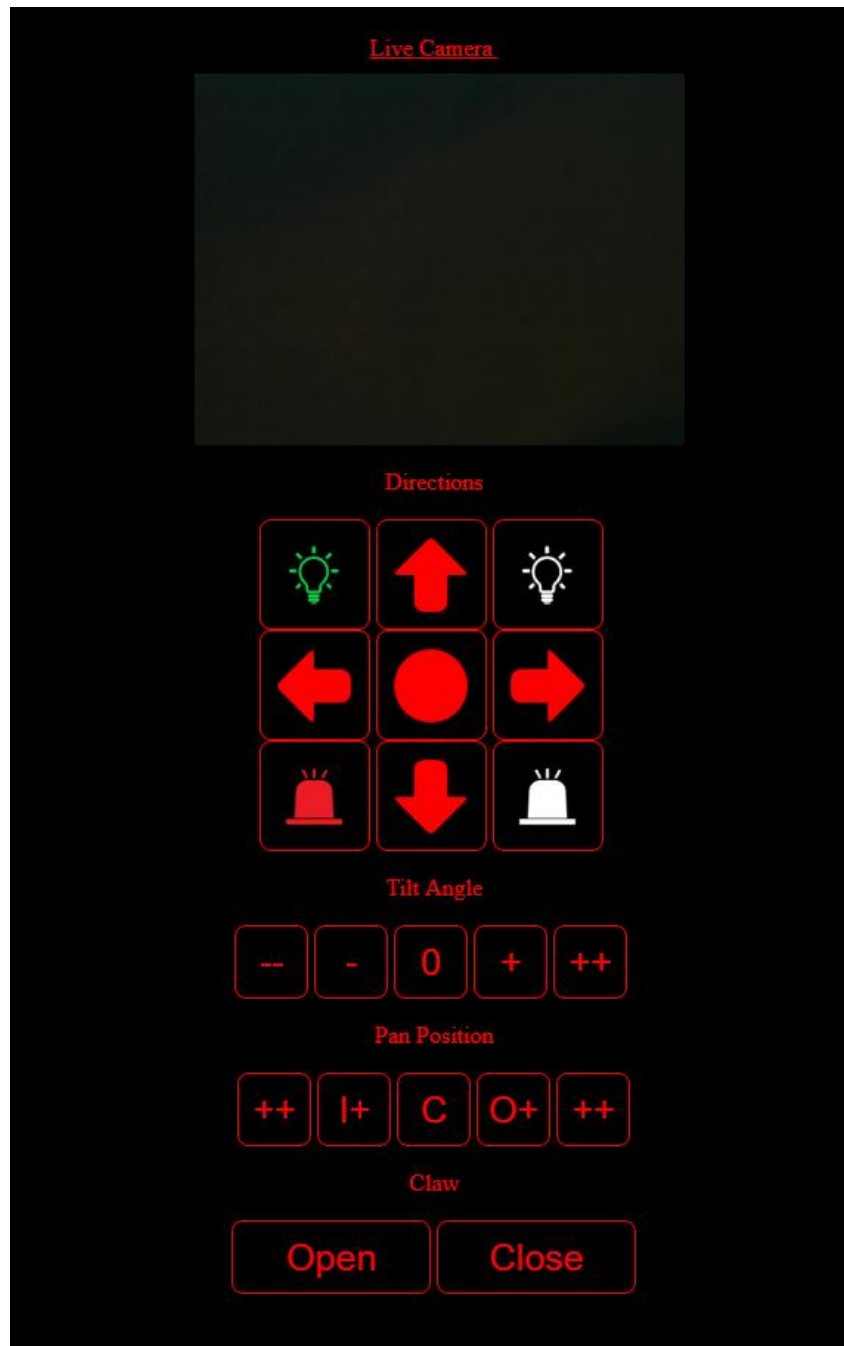 Live Camera
Directions
Tilt Angle
-- - 0 + ++
Pan Position
++ I+ C O+ ++
Claw
Open Close